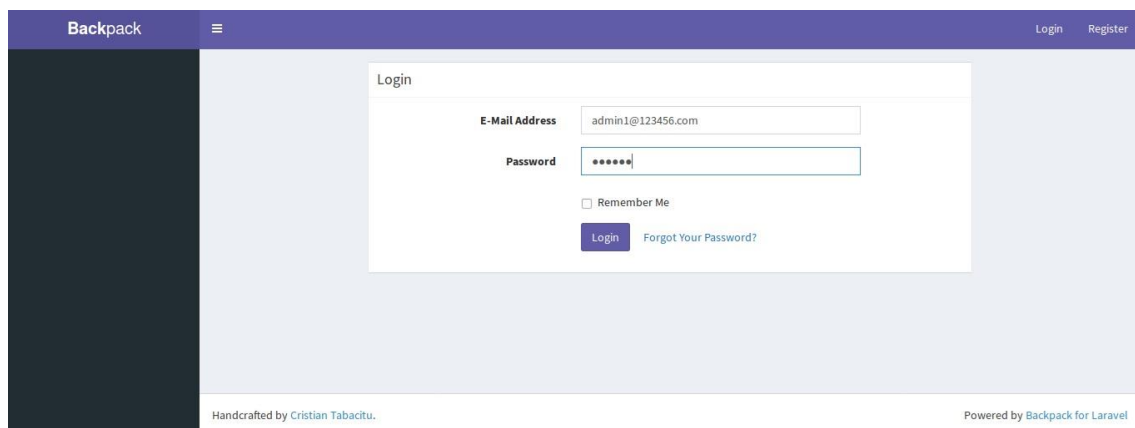 Backpack
Login Register
Login
E-Mail Address admin1@123456.com
Password ••••••
Remember Me
Login Forgot Your Password?
Handcrafted by Cristian Tabacitu. Powered by Backpack for Laravel